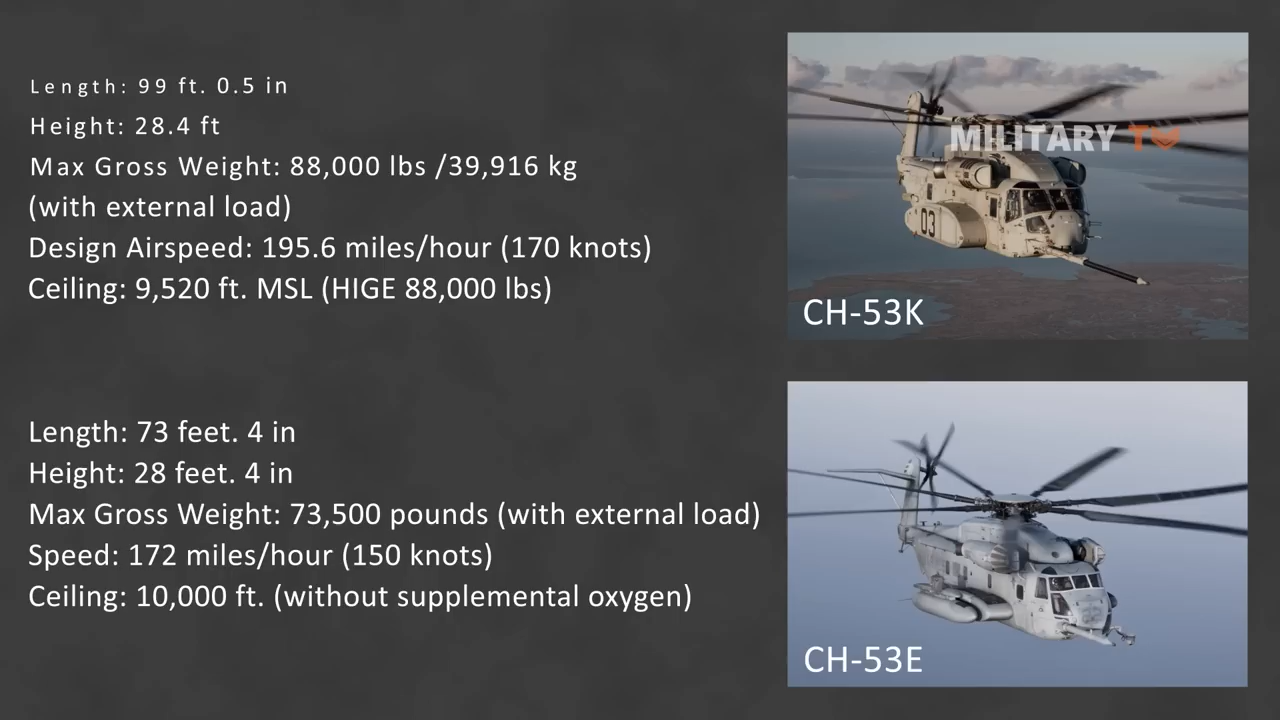 Length: 99 ft. 0.5 in
Height: 28.4 ft
Max Gross Weight: 88,000 lbs /39,916 kg
(with external load)
Design Airspeed: 195.6 miles/hour (170 knots)
Ceiling: 9,520 ft. MSL (HIGE 88,000 lbs)
MILITARY TV
03
CH-53K
Length: 73 feet. 4 in
Height: 28 feet. 4 in
Max Gross Weight: 73,500 pounds (with external load)
Speed: 172 miles/hour (150 knots)
Ceiling: 10,000 ft. (without supplemental oxygen)
CH-53E